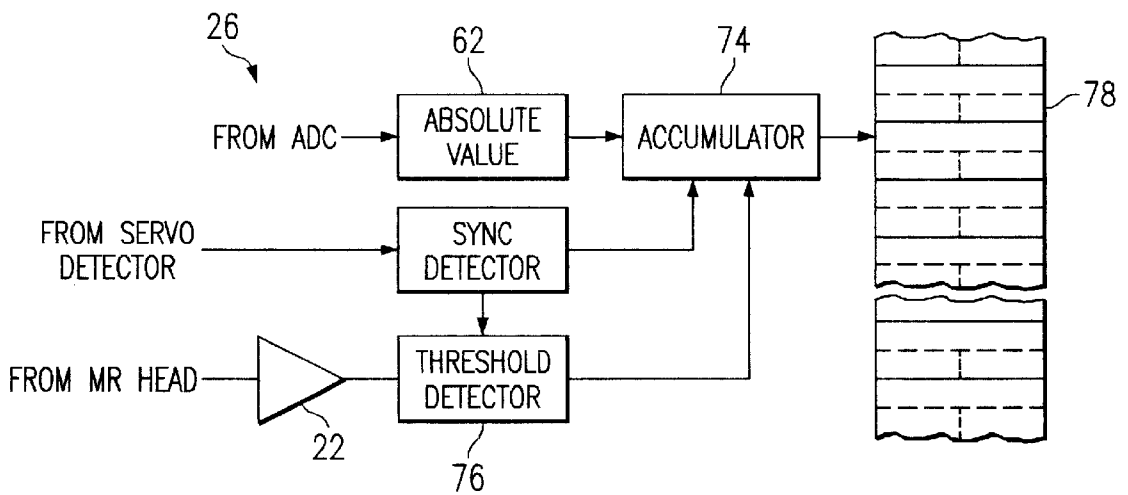 26
62
74
78
FROM ADC
ABSOLUTE
VALUE
ACCUMULATOR
FROM SERVO
DETECTOR
SYNC
DETECTOR
FROM MR HEAD
22
THRESHOLD
DETECTOR
76